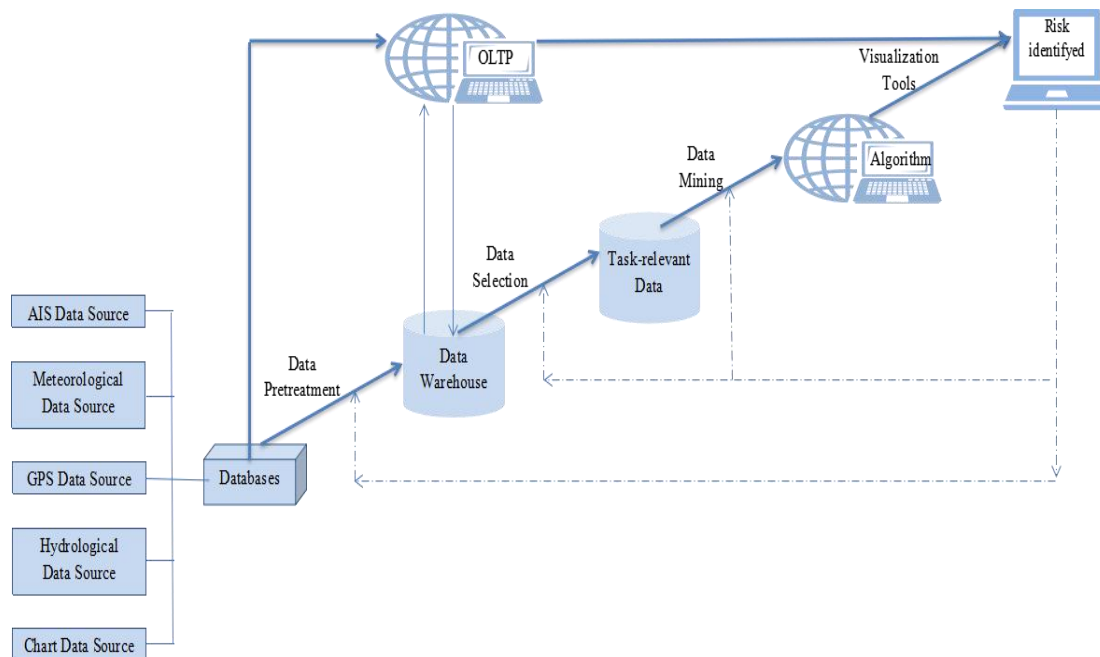 OLTP
Risk
identifyed
Visualization
Tools
Algorithm
Data
Mining
Task-relevant
Data
Data
Selection
Data
Warehouse
Data
Pretreatment
Databases
AIS Data Source
Meteorological
Data Source
GPS Data Source
Hydrological
Data Source
Chart Data Source